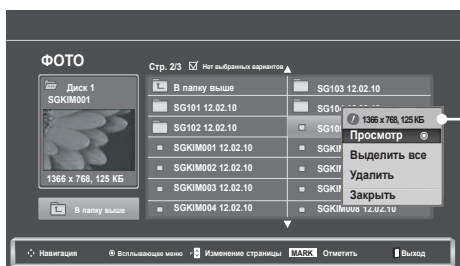 ФОТО
Стр. 2/3 Нет выбранных вариантов
Диск 1
SGKIM001
1366 x 768, 125 КБ
В папку выше
В папку выше
SG101 12.02.10
SG102 12.02.10
SGKIM001 12.02.10
SGKIM002 12.02.10
SGKIM003 12.02.10
SGKIM004 12.02.10
SG103 12.02.10
SGKIM008 12.02.10
1366 x 768, 125 КБ
Просмотр
Выделить все
Удалить
Закрыть
Навигация Всплывающее меню Изменение страницы MARK Отметить Выход